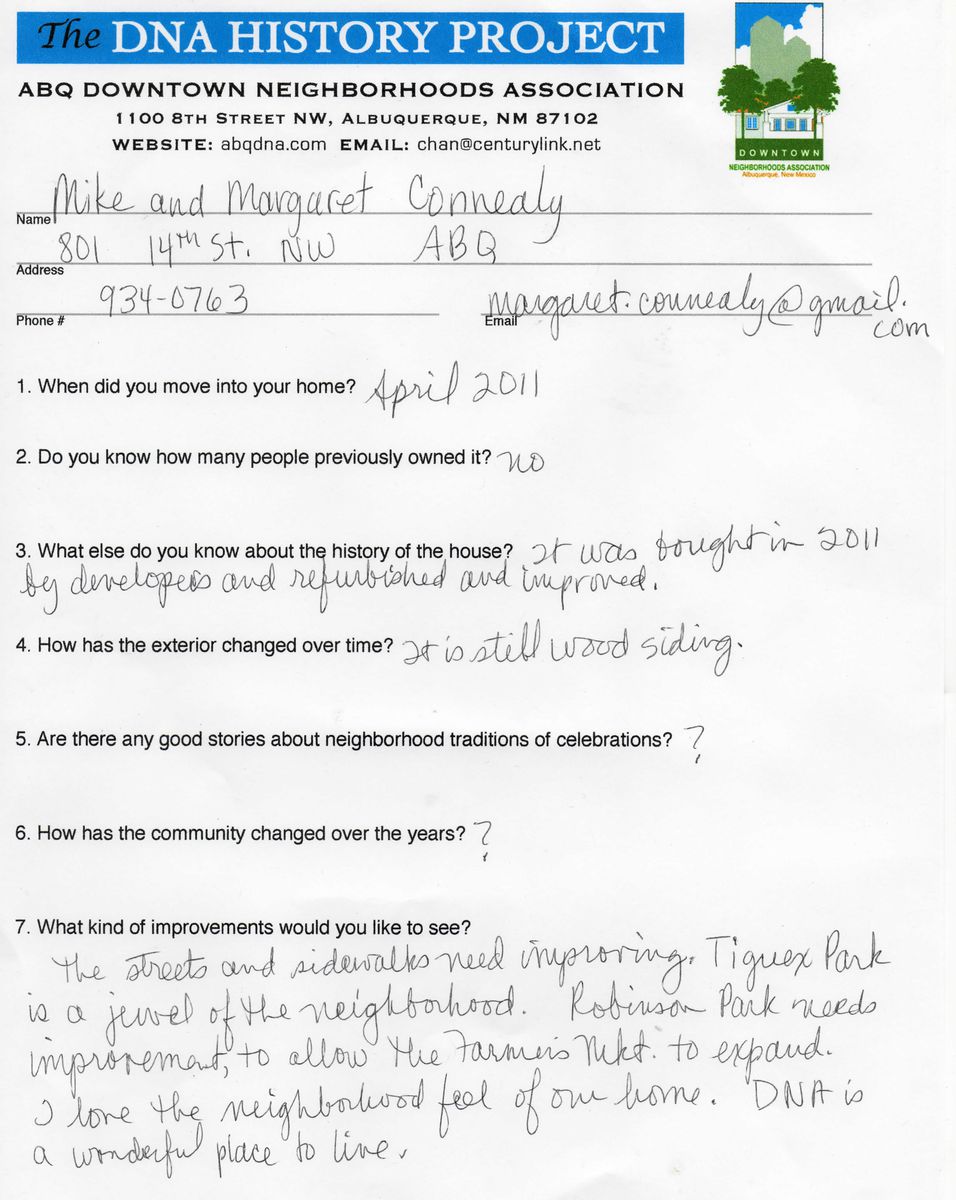 The DNA HISTORY PROJECT
ABQ DOWNTOWN NEIGHBORHOODS ASSOCIATION
1100 8TH STREET NW, ALBUQUERQUE, NM 87102
WEBSITE: abqdna.com EMAIL: chan@centurylink.net
DOWNTOWN
NEIGHBORHOODS ASSOCIATION
Albuquerque, New Mexico
Name Mike and Margaret Connealy
Address 801 14TH St. NW ABQ
Phone # 934-0763 Email margaret.connealy@gmail.
com
1. When did you move into your home? April 2011
2. Do you know how many people previously owned it? no
3. What else do you know about the history of the house? It was bought in 2011
by developers and refurbished and improved.
4. How has the exterior changed over time? It is still wood siding.
5. Are there any good stories about neighborhood traditions of celebrations? ?
6. How has the community changed over the years? ?
7. What kind of improvements would you like to see?
The streets and sidewalks need improving. Tiguex Park
is a jewel of the neighborhood. Robinson Park needs
improvement, to allow the Farmer's Mkt. to expand.
I love the neighborhood feel of our home. DNA is
a wonderful place to live.